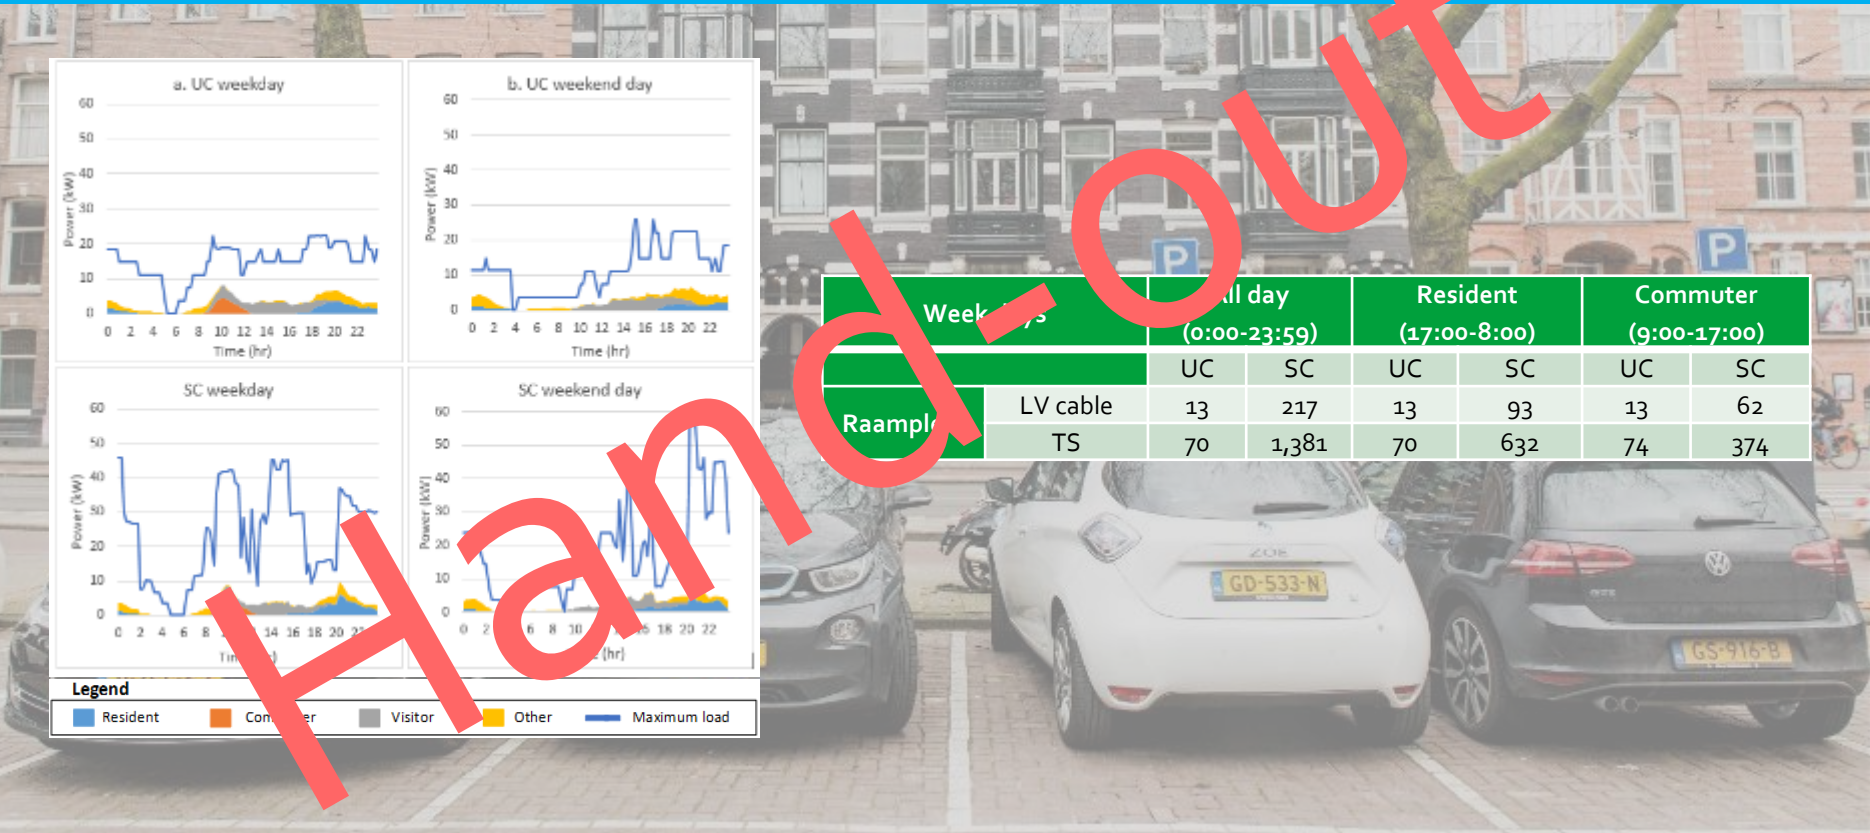 a. UC weekday
60
50
40
30
20
10
0
Power (kW)
0 2 4 6 8 10 12 14 16 18 20 22
Time (hr)
b. UC weekend day
60
50
40
30
20
10
0
Power (kW)
0 2 4 6 8 10 12 14 16 18 20 22
Time (hr)
SC weekday
60
50
40
30
20
10
0
Power (kW)
0 2 4 6 8 14 16 18 20
SC weekend day
60
50
40
30
20
10
0
Power (kW)
0 2 6 8 10 16 18 20 22
(hr)
Legend
Resident Visitor Other Maximum load
Hand-out
P
P
day
(0:00-23:59)
Resident
(17:00-8:00)
Commuter
(9:00-17:00)
UC SC UC SC UC SC
LV cable 13 217 13 93 13 62
TS 70 1,381 70 632 74 374
ZOE
GD-533-N
GS-916-B